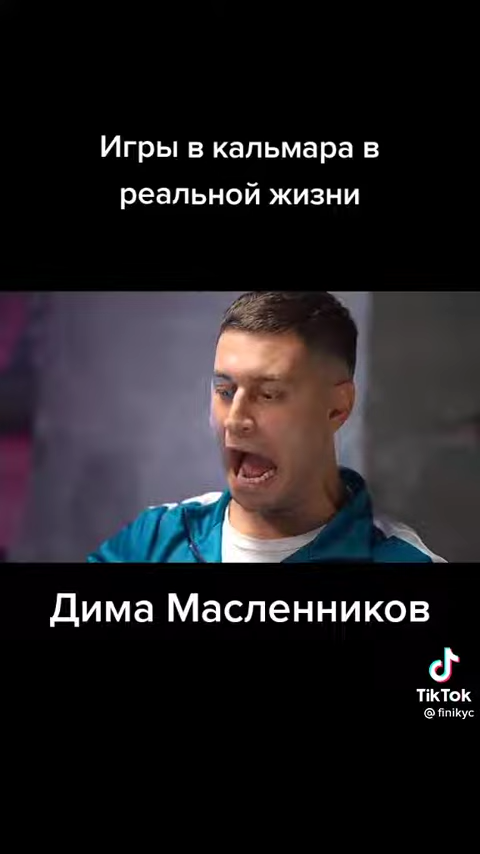 Игры в кальмара в
реальной жизни
Дима Масленников
TikTok
@finikyc